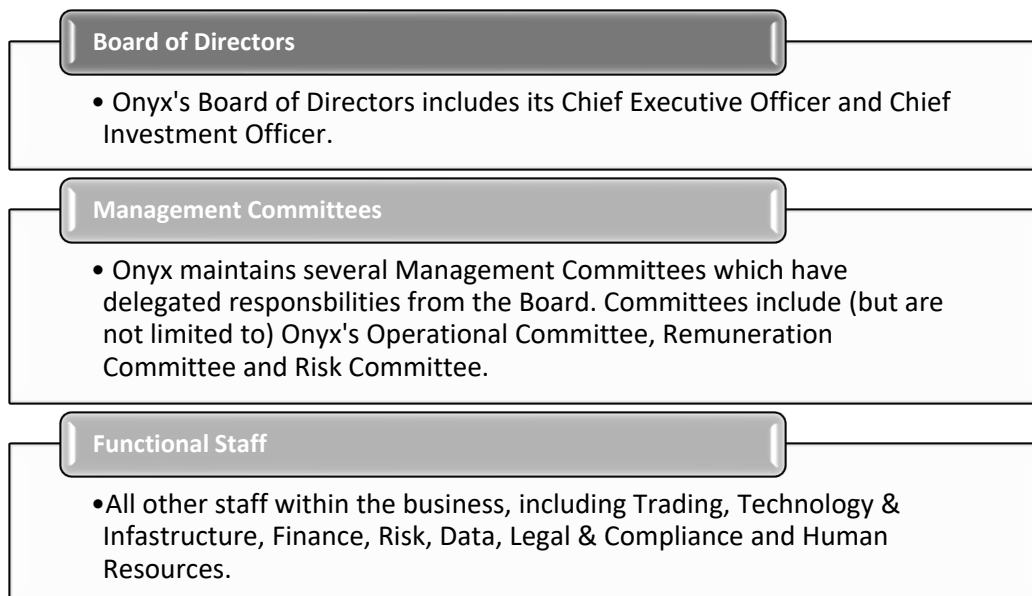 Board of Directors
• Onyx's Board of Directors includes its Chief Executive Officer and Chief
Investment Officer.
Management Committees
• Onyx maintains several Management Committees which have
delegated responsbilities from the Board. Committees include (but are
not limited to) Onyx's Operational Committee, Remuneration
Committee and Risk Committee.
Functional Staff
•All other staff within the business, including Trading, Technology &
Infastructure, Finance, Risk, Data, Legal & Compliance and Human
Resources.